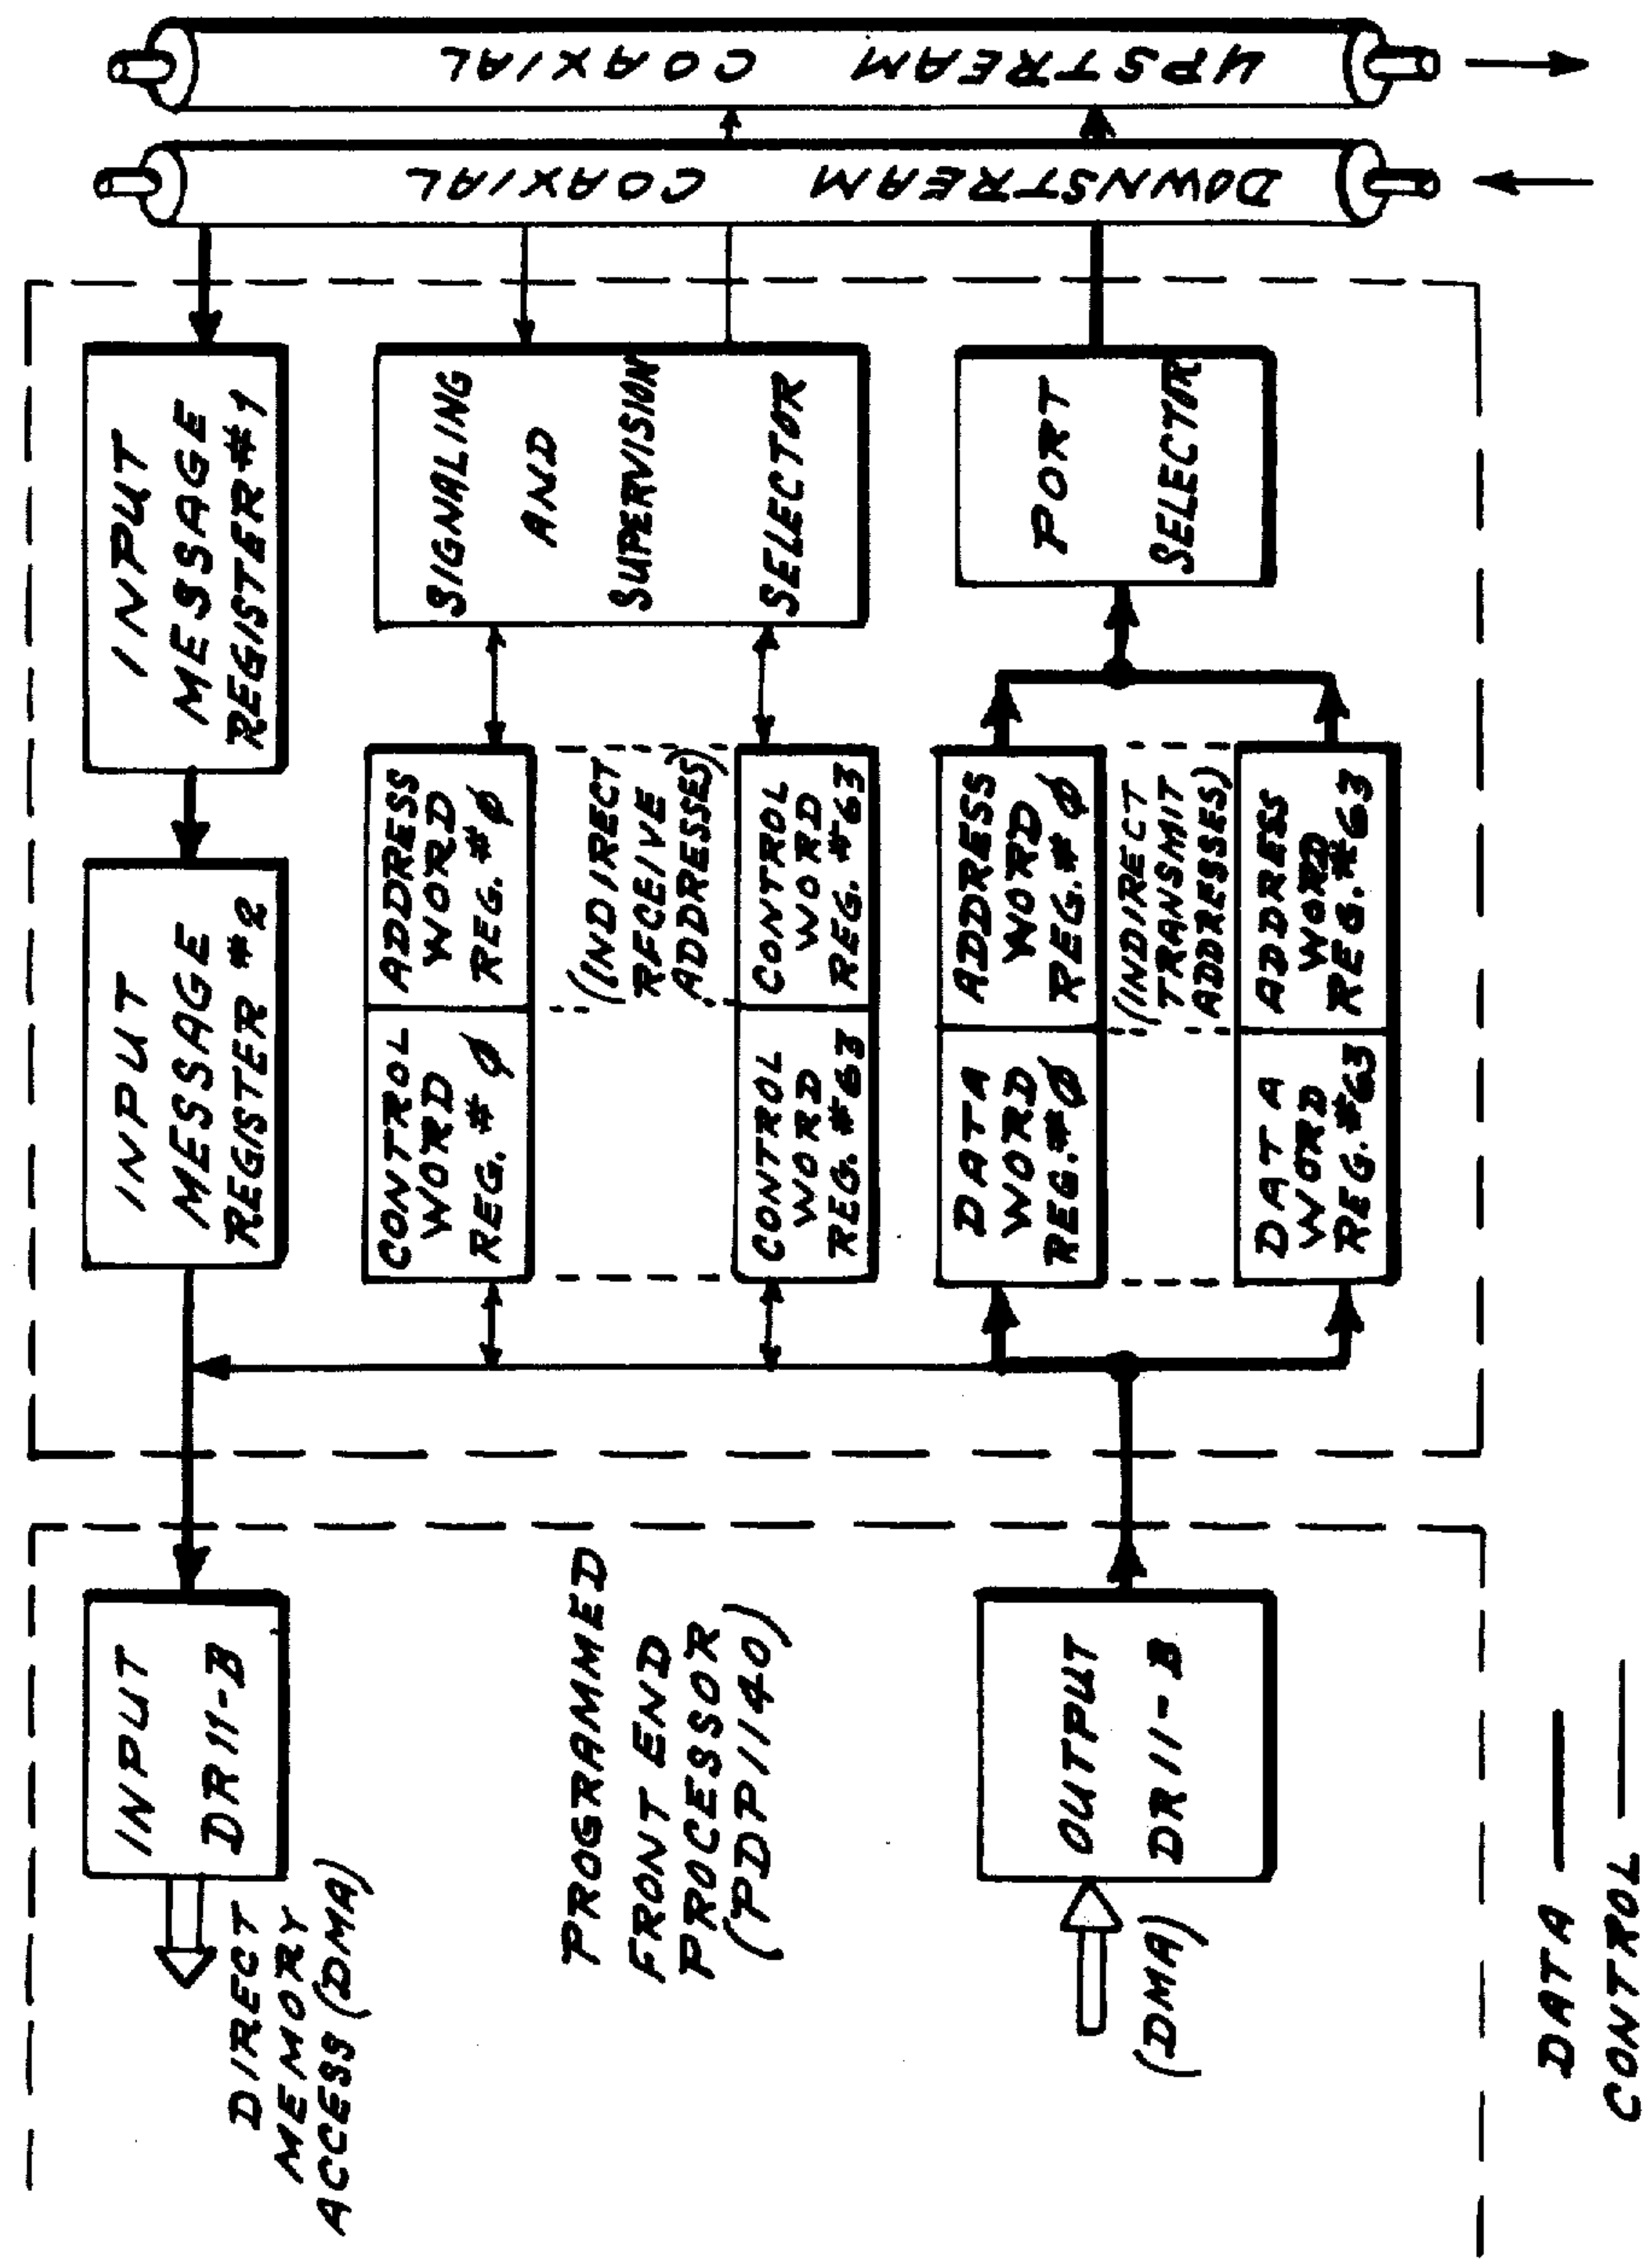 UPSTREAM COAXIAL
DOWNSTREAM COAXIAL
INPUT
MESSAGE
REGISTER #1
SIGNALING
AND
SUPERVISION
SELECTOR
PORT
SELECTOR
INPUT
MESSAGE
REGISTER #2
CONTROL
WORD
REG. # Ø
ADDRESS
WORD
REG. # Ø
(INDIRECT
RECEIVE
ADDRESSES)
CONTROL
WORD
REG. #63
CONTROL
WORD
REG. #63
DATA
WORD
REG.#Ø
ADDRESS
WORD
REG.#Ø
(INDIRECT
TRANSMIT
ADDRESSES)
DATA
WORD
REG.#63
ADDRESS
WORD
REG.#63
INPUT
DR11-B
DIRECT
MEMORY
ACCESS (DMA)
PROGRAMMED
FRONT END
PROCESSOR
(PDP1140)
OUTPUT
DR11-B
(DMA)
DATA
CONTROL